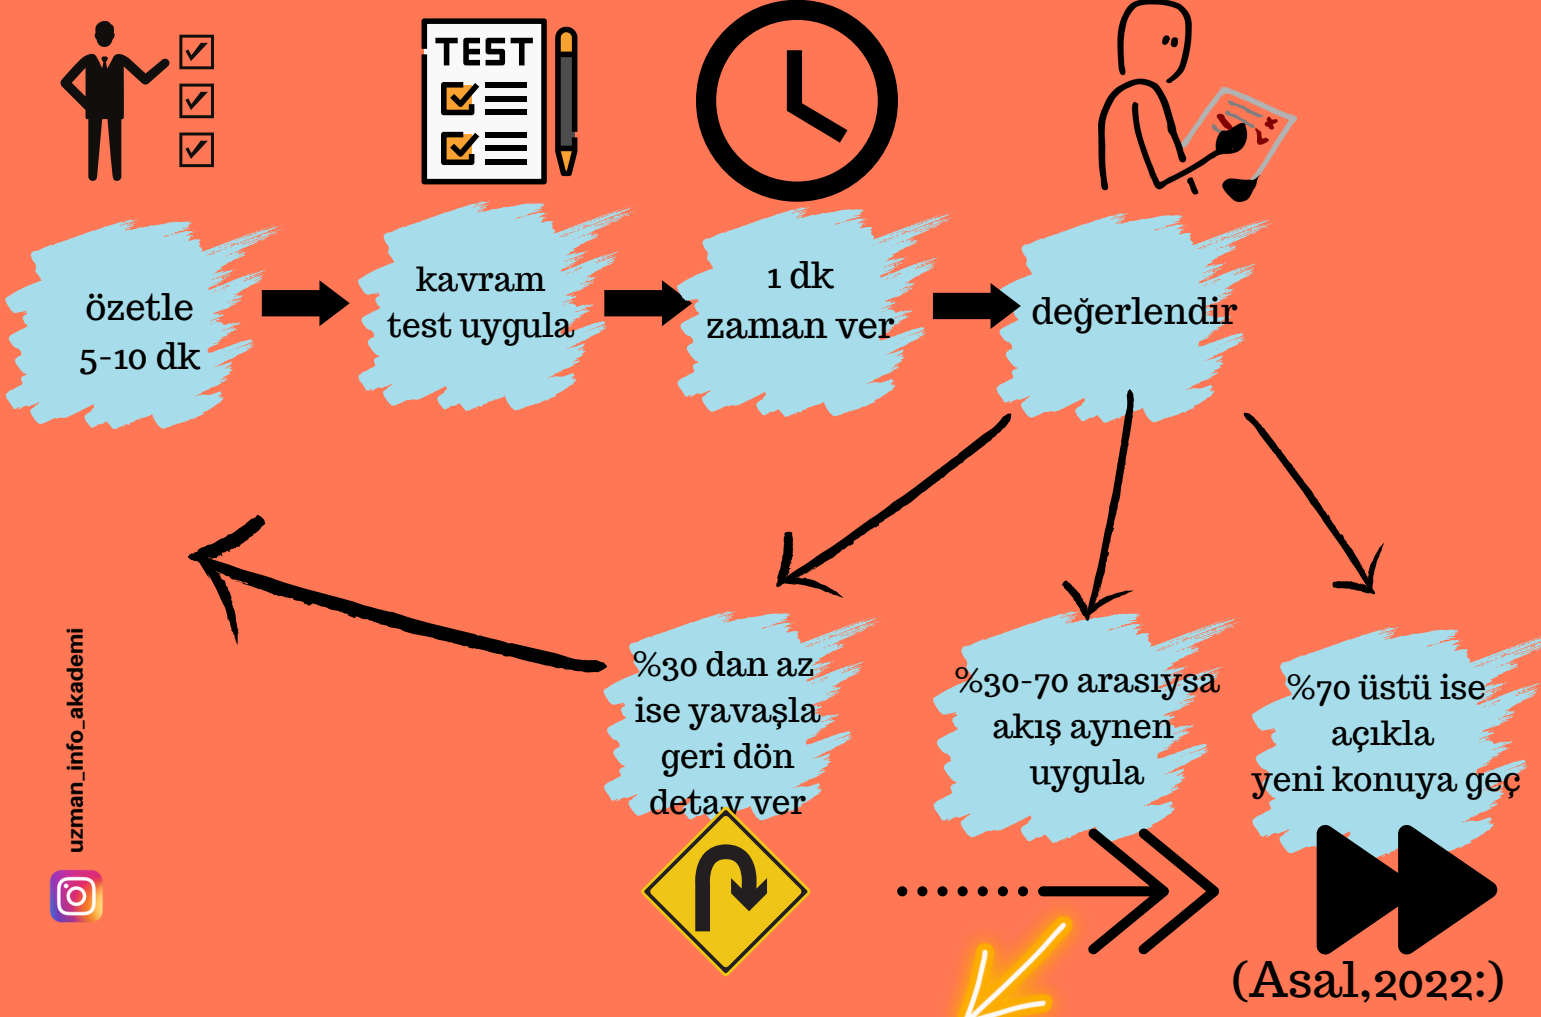 TEST
özetle
5-10 dk
kavram
test uygula
1 dk
zaman ver
değerlendir
%30 dan az
ise yavaşla
geri dön
detay ver
%30-70 arasıysa
akış aynen
uygula
%70 üstü ise
açıkla
yeni konuya geç
uzman_info_akademi
(Asal,2022:)